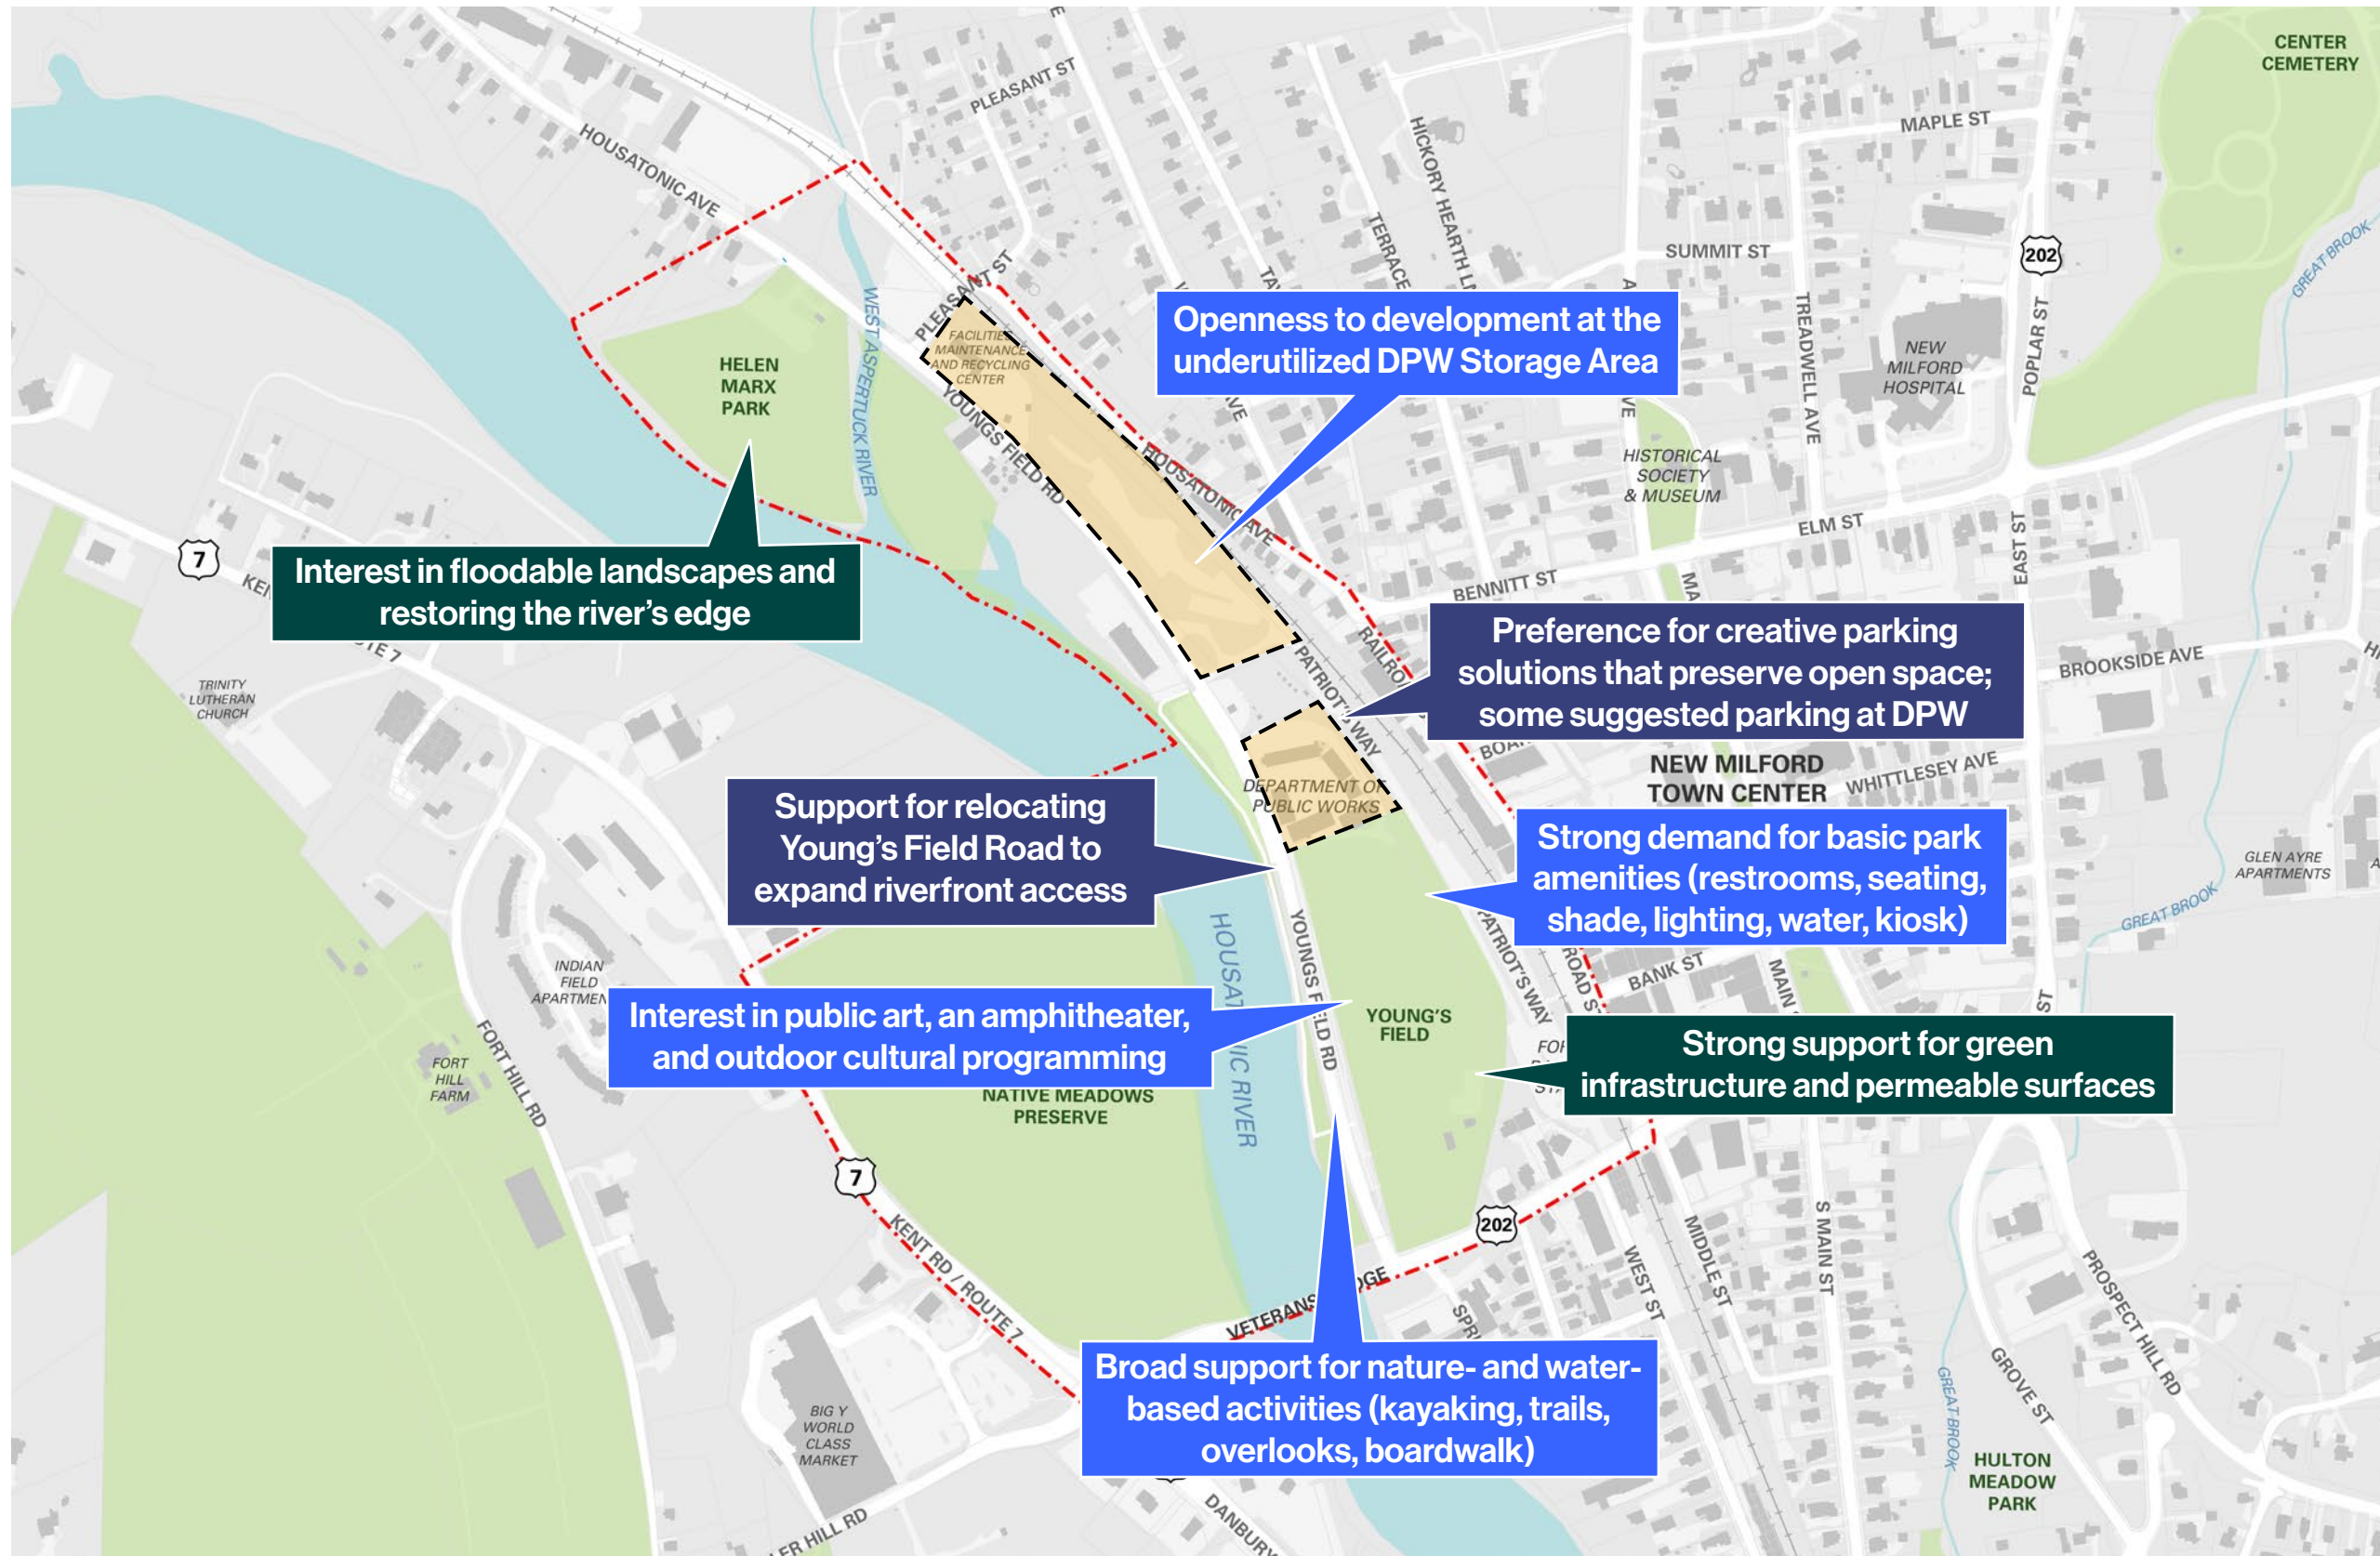 CENTER
CEMETERY
PLEASANT ST
MAPLE ST
HOUSATONIC AVE
HICKORY HEARTH LN
TERRACE
SUMMIT ST
202
GREAT BROOK
PLEASANT ST
WEST ASPERTUCK RIVER
FACILITIES
MAINTENANCE
AND RECYCLING
CENTER
Openness to development at the
underutilized DPW Storage Area
TREADWELL AVE
NEW
MILFORD
HOSPITAL
POPLAR ST
HELEN
MARX
PARK
YOUNGS FIELD RD
HOUSATONIC AVE
HISTORICAL
SOCIETY
& MUSEUM
ELM ST
EAST ST
7
Interest in floodable landscapes and
restoring the river's edge
BENNITT ST
TRINITY
LUTHERAN
CHURCH
PATRIOT'S WAY
Preference for creative parking
solutions that preserve open space;
some suggested parking at DPW
BROOKSIDE AVE
NEW MILFORD
TOWN CENTER
WHITTLESEY AVE
DEPARTMENT OF
PUBLIC WORKS
Support for relocating
Young's Field Road to
expand riverfront access
Strong demand for basic park
amenities (restrooms, seating,
shade, lighting, water, kiosk)
GLEN AYRE
APARTMENTS
GREAT BROOK
INDIAN
FIELD
APARTMEN
HOUSATONIC RIVER
YOUNGS FIELD RD
PATRIOT'S WAY
ROAD ST
BANK ST
MAIN
ST
Interest in public art, an amphitheater,
and outdoor cultural programming
YOUNG'S
FIELD
FORT HILL RD
FORT
HILL
FARM
Strong support for green
infrastructure and permeable surfaces
NATIVE MEADOWS
PRESERVE
7
KENT RD / ROUTE 7
202
VETERANS
WEST ST
MIDDLE ST
S MAIN ST
PROSPECT HILL RD
GROVE ST
GREAT BROOK
Broad support for nature- and water-
based activities (kayaking, trails,
overlooks, boardwalk)
BIG Y
WORLD
CLASS
MARKET
HULTON
MEADOW
PARK
DANBURY